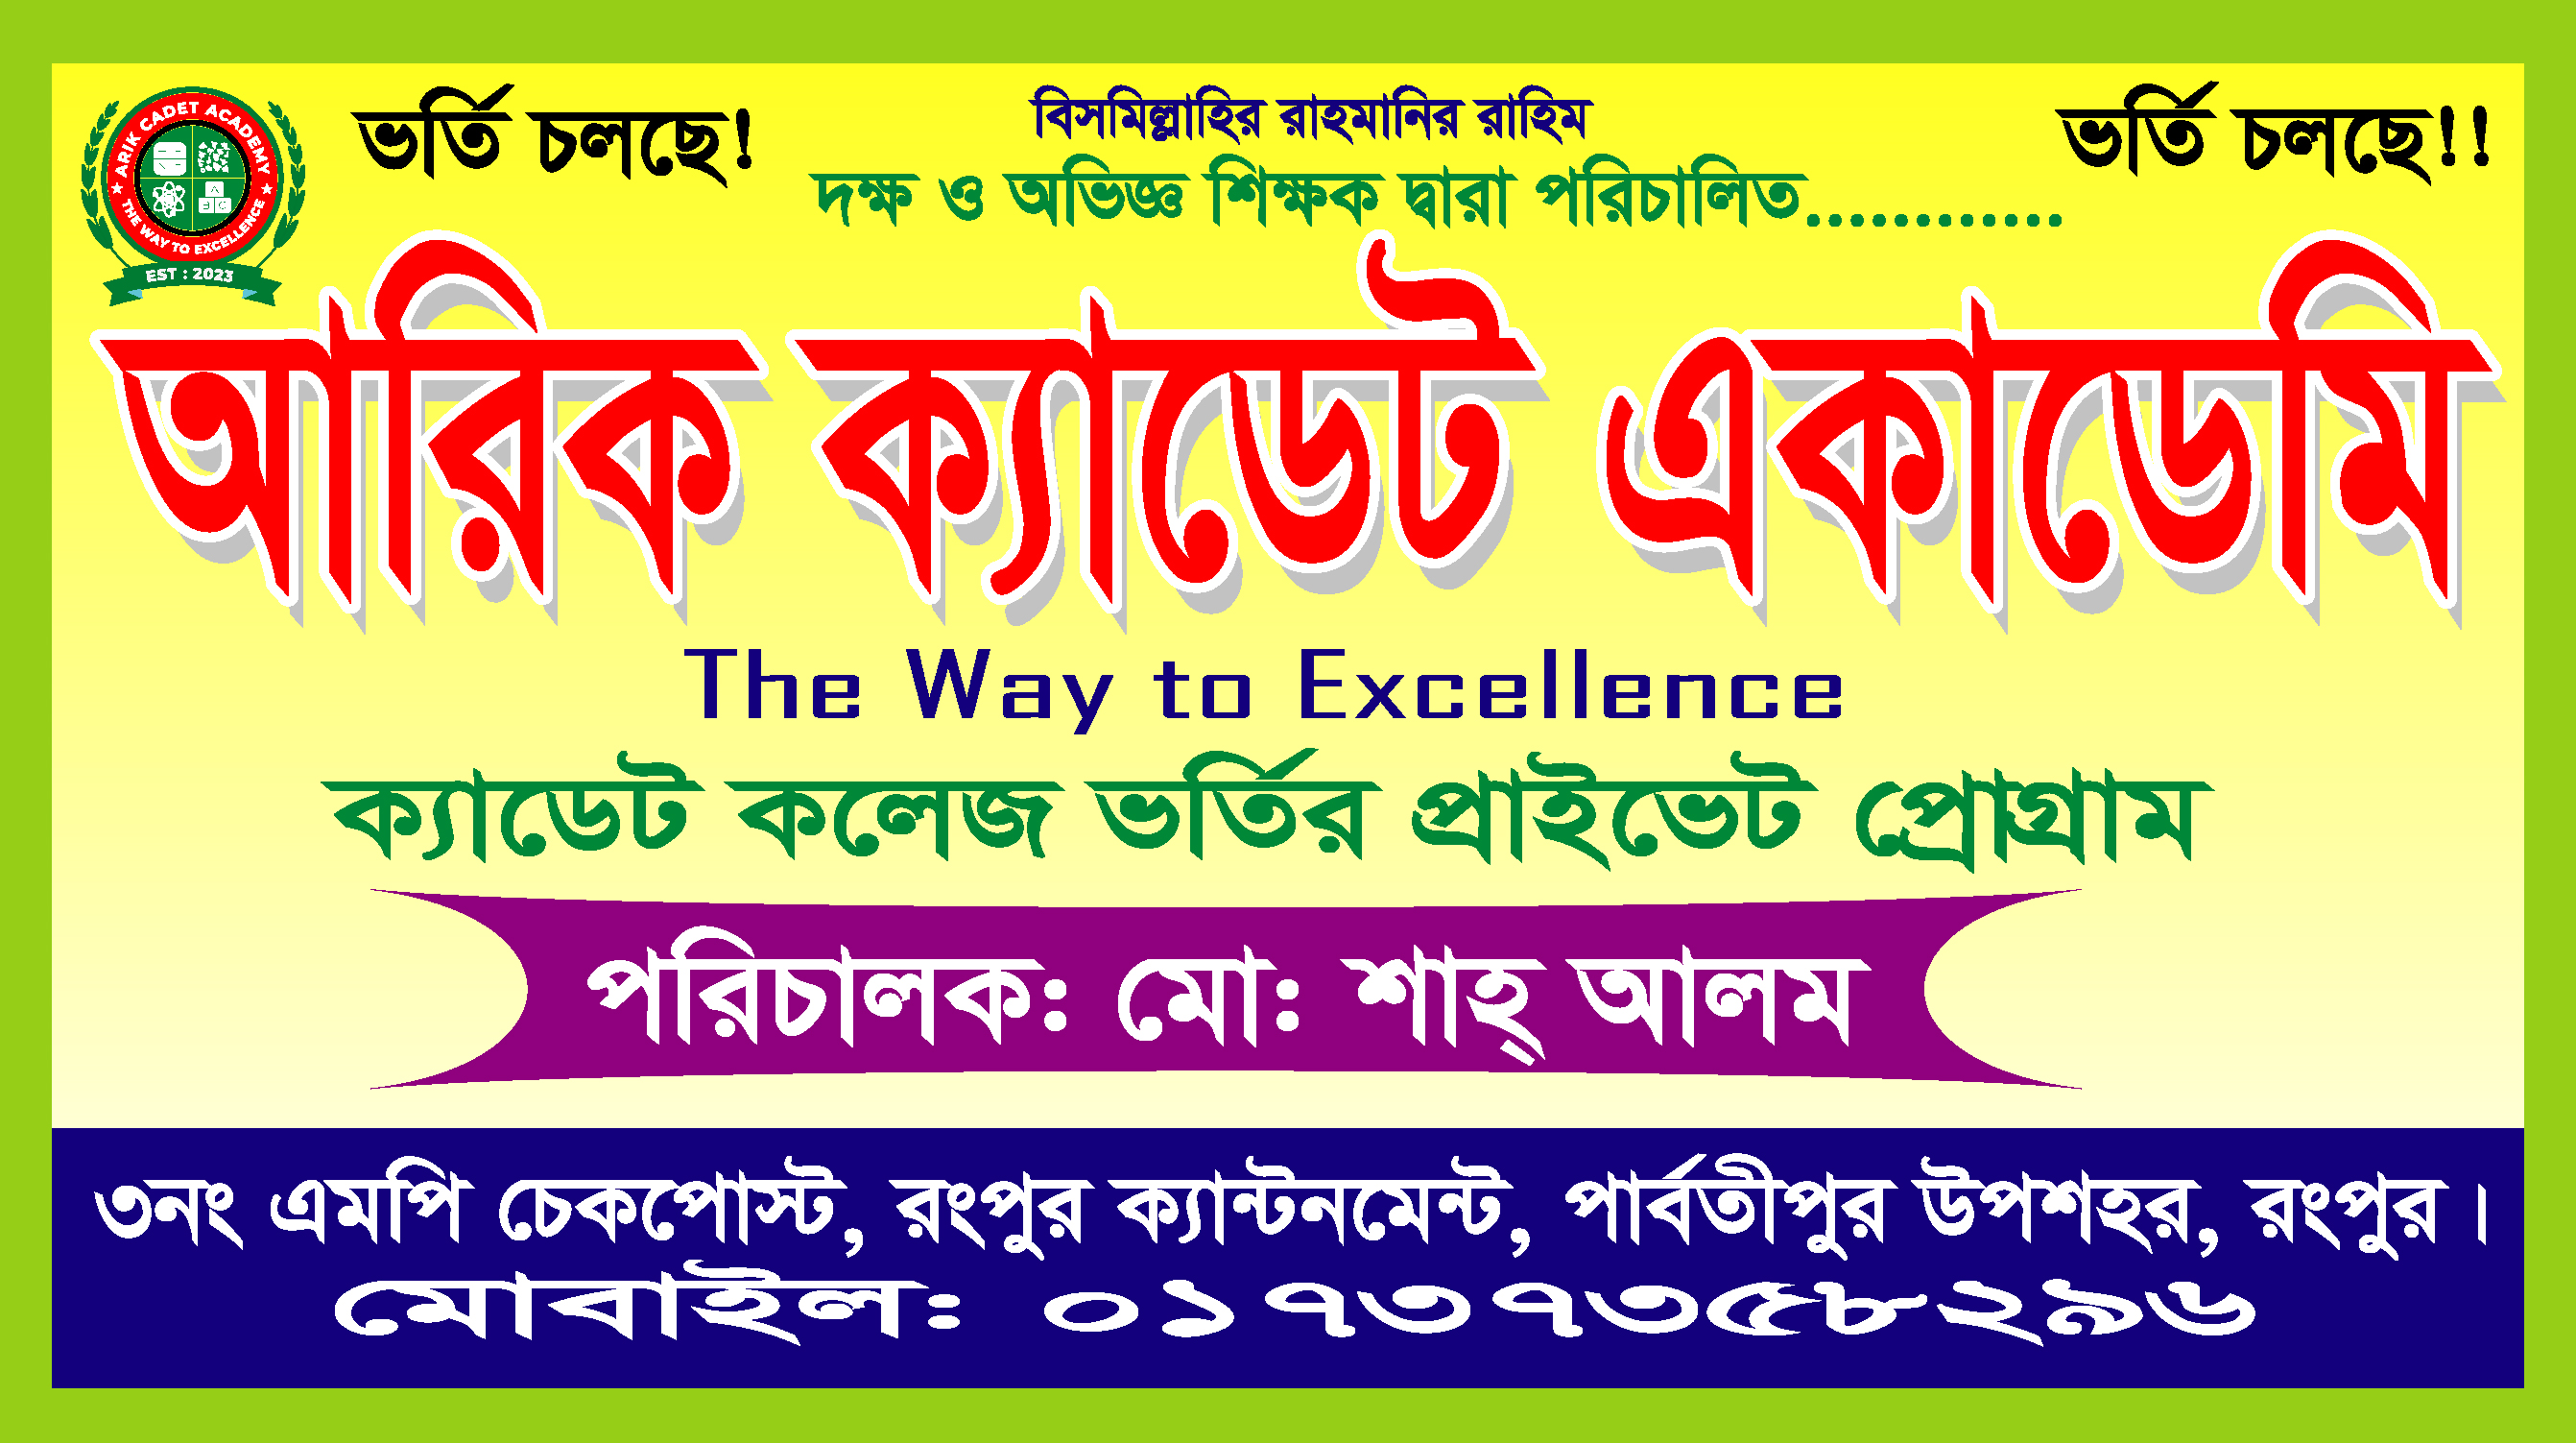 ARIK CADET ACADEMY
THE WAY TO EXCELLENCE
EST : 2023
ভর্তি চলছে!
বিসমিল্লাহির রাহমানির রাহিম
ভর্তি চলছে!!
দক্ষ ও অভিজ্ঞ শিক্ষক দ্বারা পরিচালিত............
আরিক ক্যাডেট একাডেমি
The Way to Excellence
ক্যাডেট কলেজ ভর্তির প্রাইভেট প্রোগ্রাম
পরিচালক: মো: শাহ্ আলম
৩নং এমপি চেকপোস্ট, রংপুর ক্যান্টনমেন্ট, পার্বতীপুর উপশহর, রংপুর।
মোবাইল: ০১৭৩৭৩৫৮২৯৬